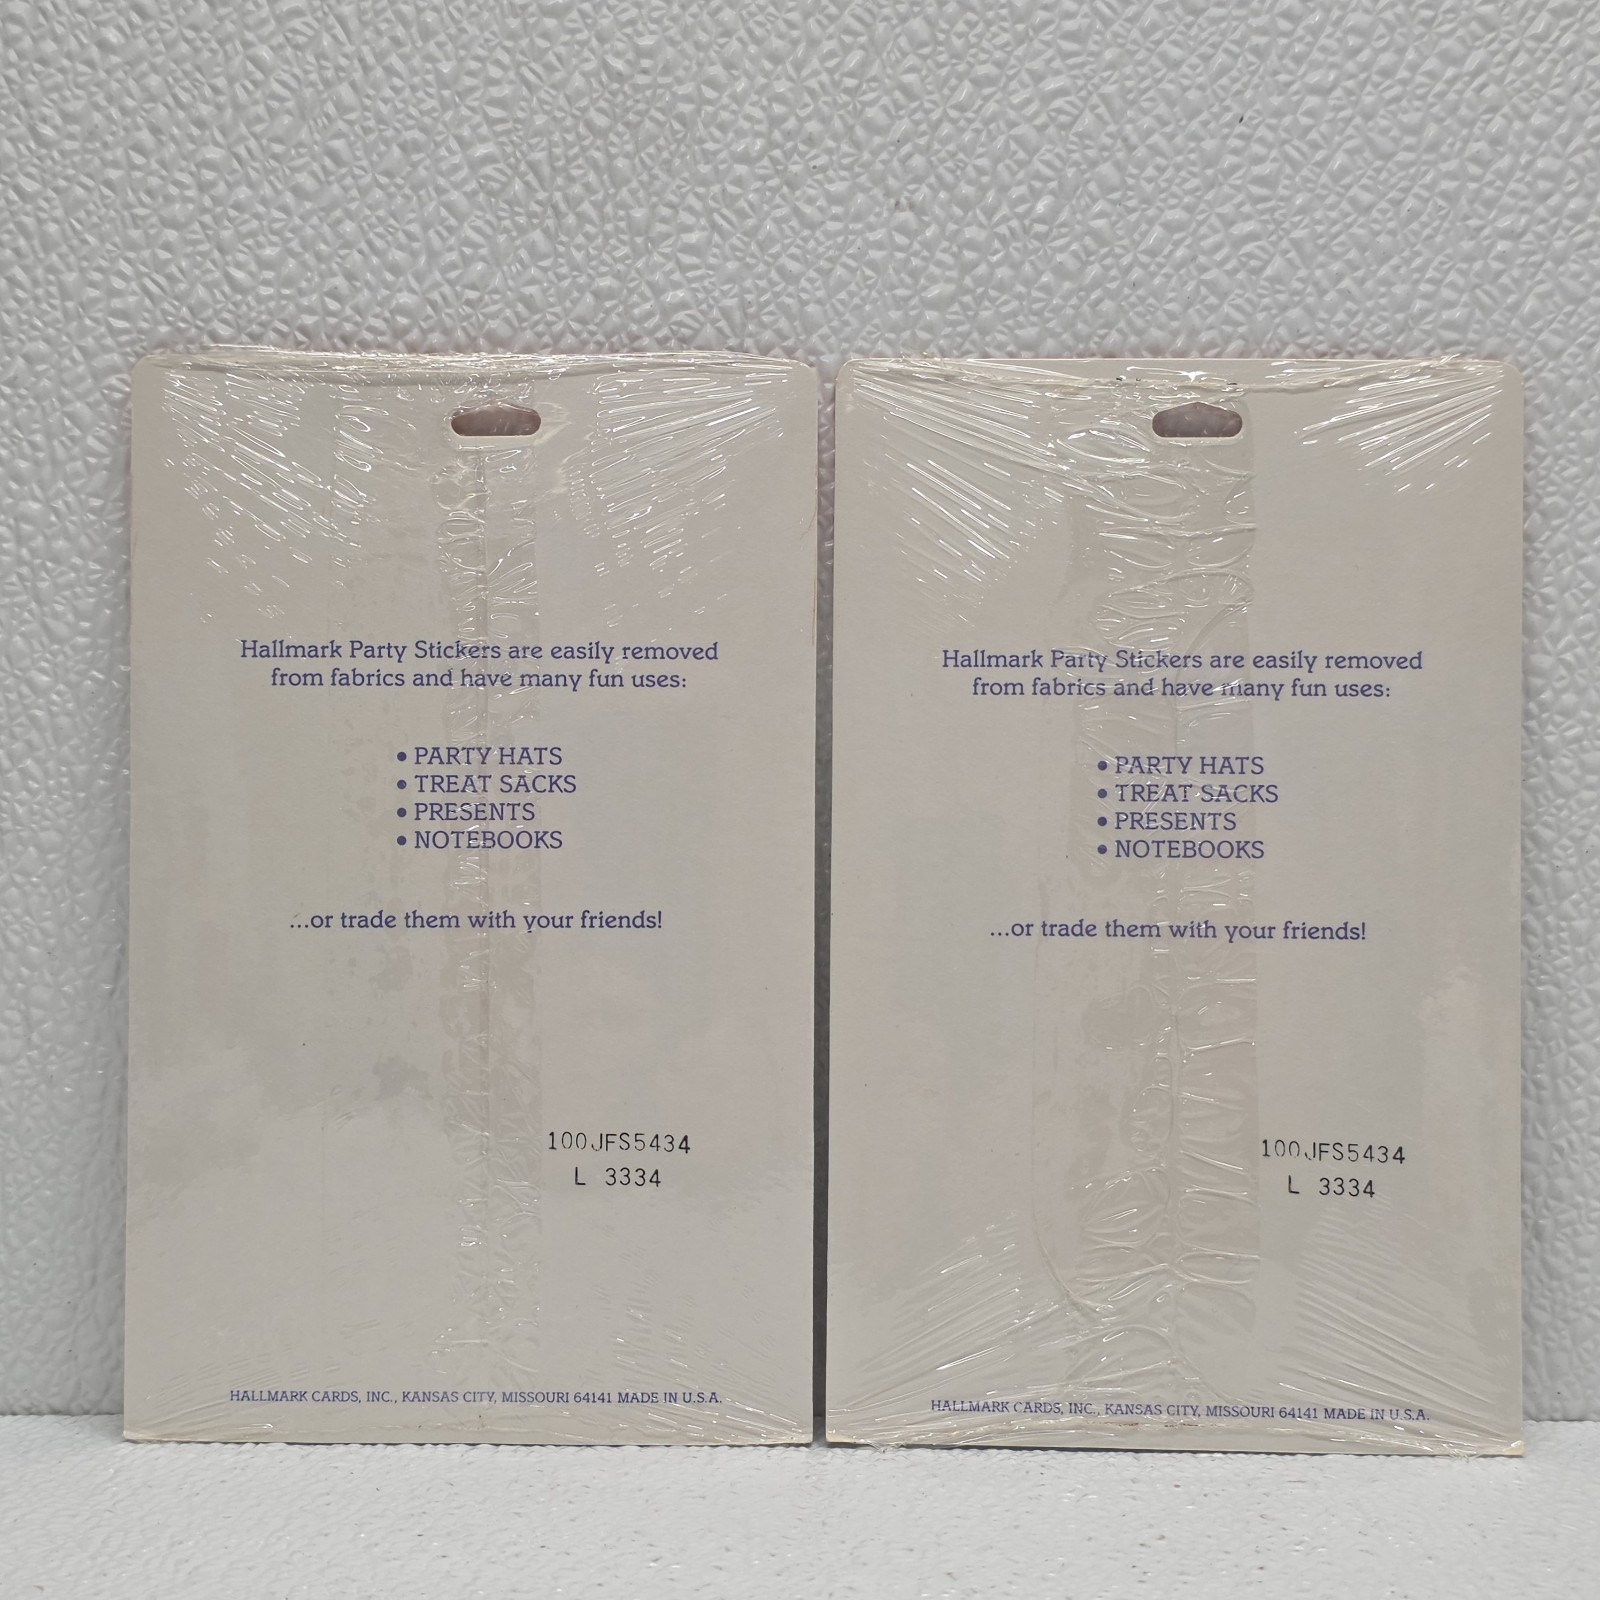 Hallmark Party Stickers are easily removed
from fabrics and have many fun uses:
• PARTY HATS
• TREAT SACKS
• PRESENTS
• NOTEBOOKS
...or trade them with your friends!
100JFS5434
L 3334
HALLMARK CARDS, INC., KANSAS CITY, MISSOURI 64141 MADE IN U.S.A.
Hallmark Party Stickers are easily removed
from fabrics and have many fun uses:
• PARTY HATS
• TREAT SACKS
• PRESENTS
• NOTEBOOKS
...or trade them with your friends!
100JFS5434
L 3334
HALLMARK CARDS, INC., KANSAS CITY, MISSOURI 64141 MADE IN U.S.A.